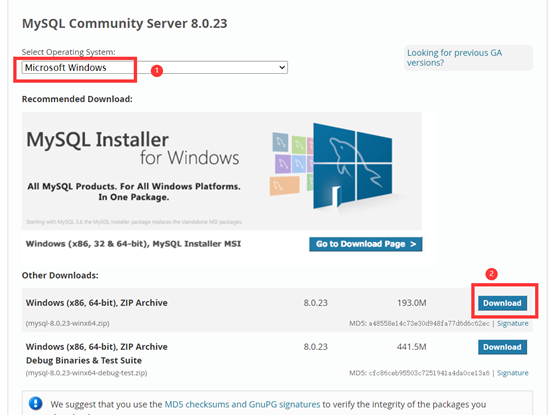 MySQL Community Server 8.0.23
Select Operating System:
Looking for previous GA
versions?
Microsoft Windows
1
Recommended Download:
MySQL Installer
for Windows
All MySQL Products. For All Windows Platforms.
In One Package.
Starting with MySQL 5.6 the MySQL Installer package replaces the standalone MSI packages.
Windows (x86, 32 & 64-bit), MySQL Installer MSI
Go to Download Page >
Other Downloads:
2
Windows (x86, 64-bit), ZIP Archive 8.0.23 193.0M Download
(mysql-8.0.23-winx64.zip) MD5: | Signature
Windows (x86, 64-bit), ZIP Archive 8.0.23 441.5M Download
Debug Binaries & Test Suite
(mysql-8.0.23-winx64-debug-test.zip) MD5: | Signature
We suggest that you use the MD5 checksums and GnuPG signatures to verify the integrity of the packages you